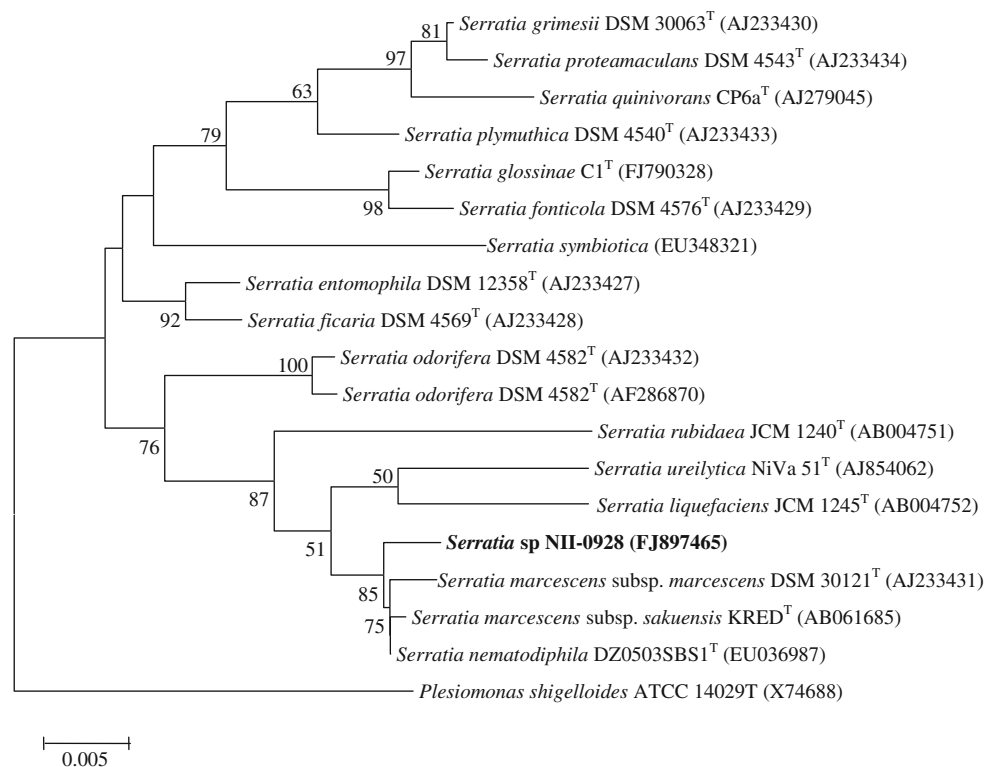 81 Serratia grimesii DSM 30063T (AJ233430)
97 Serratia proteamaculans DSM 4543T (AJ233434)
63 Serratia quinivorans CP6aT (AJ279045)
79 Serratia plymuthica DSM 4540T (AJ233433)
Serratia glossinae C1T (FJ790328)
98 Serratia fonticola DSM 4576T (AJ233429)
Serratia symbiotica (EU348321)
Serratia entomophila DSM 12358T (AJ233427)
92 Serratia ficaria DSM 4569T (AJ233428)
100 Serratia odorifera DSM 4582T (AJ233432)
Serratia odorifera DSM 4582T (AF286870)
76 Serratia rubidaea JCM 1240T (AB004751)
50 Serratia ureilytica NiVa 51T (AJ854062)
87 Serratia liquefaciens JCM 1245T (AB004752)
51 Serratia sp NII-0928 (FJ897465)
85 Serratia marcescens subsp. marcescens DSM 30121T (AJ233431)
75 Serratia marcescens subsp. sakuensis KREDT (AB061685)
Serratia nematodiphila DZ0503SBS1T (EU036987)
Plesiomonas shigelloides ATCC 14029T (X74688)
0.005